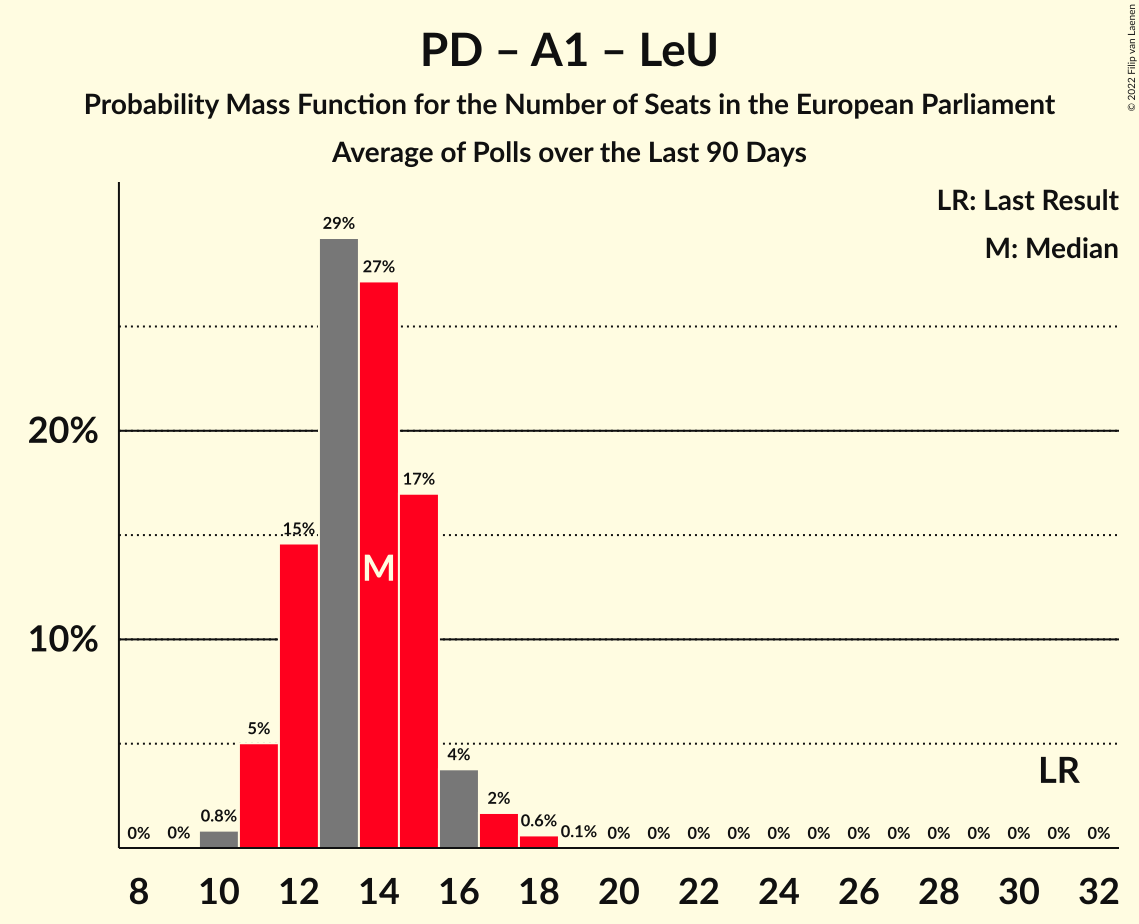 PD – A1 – LeU
Probability Mass Function for the Number of Seats in the European Parliament
Average of Polls over the Last 90 Days
© 2022 Filip van Laenen
LR: Last Result
M: Median
29%
27%
20%
17%
15%
M
10%
5%
4%
LR
2%
0% 0% 0.8% 0.6% 0.1% 0% 0% 0% 0% 0% 0% 0% 0% 0% 0% 0% 0% 0%
8 10 12 14 16 18 20 22 24 26 28 30 32